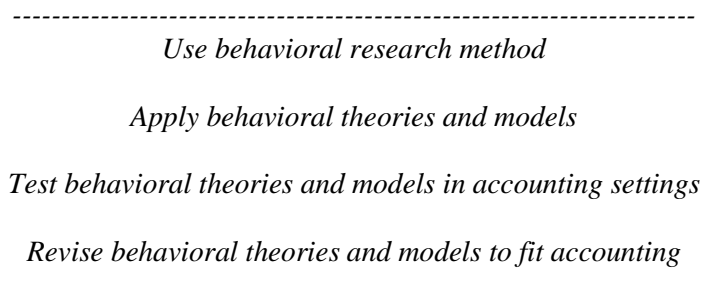 Use behavioral research method
Apply behavioral theories and models
Test behavioral theories and models in accounting settings
Revise behavioral theories and models to fit accounting